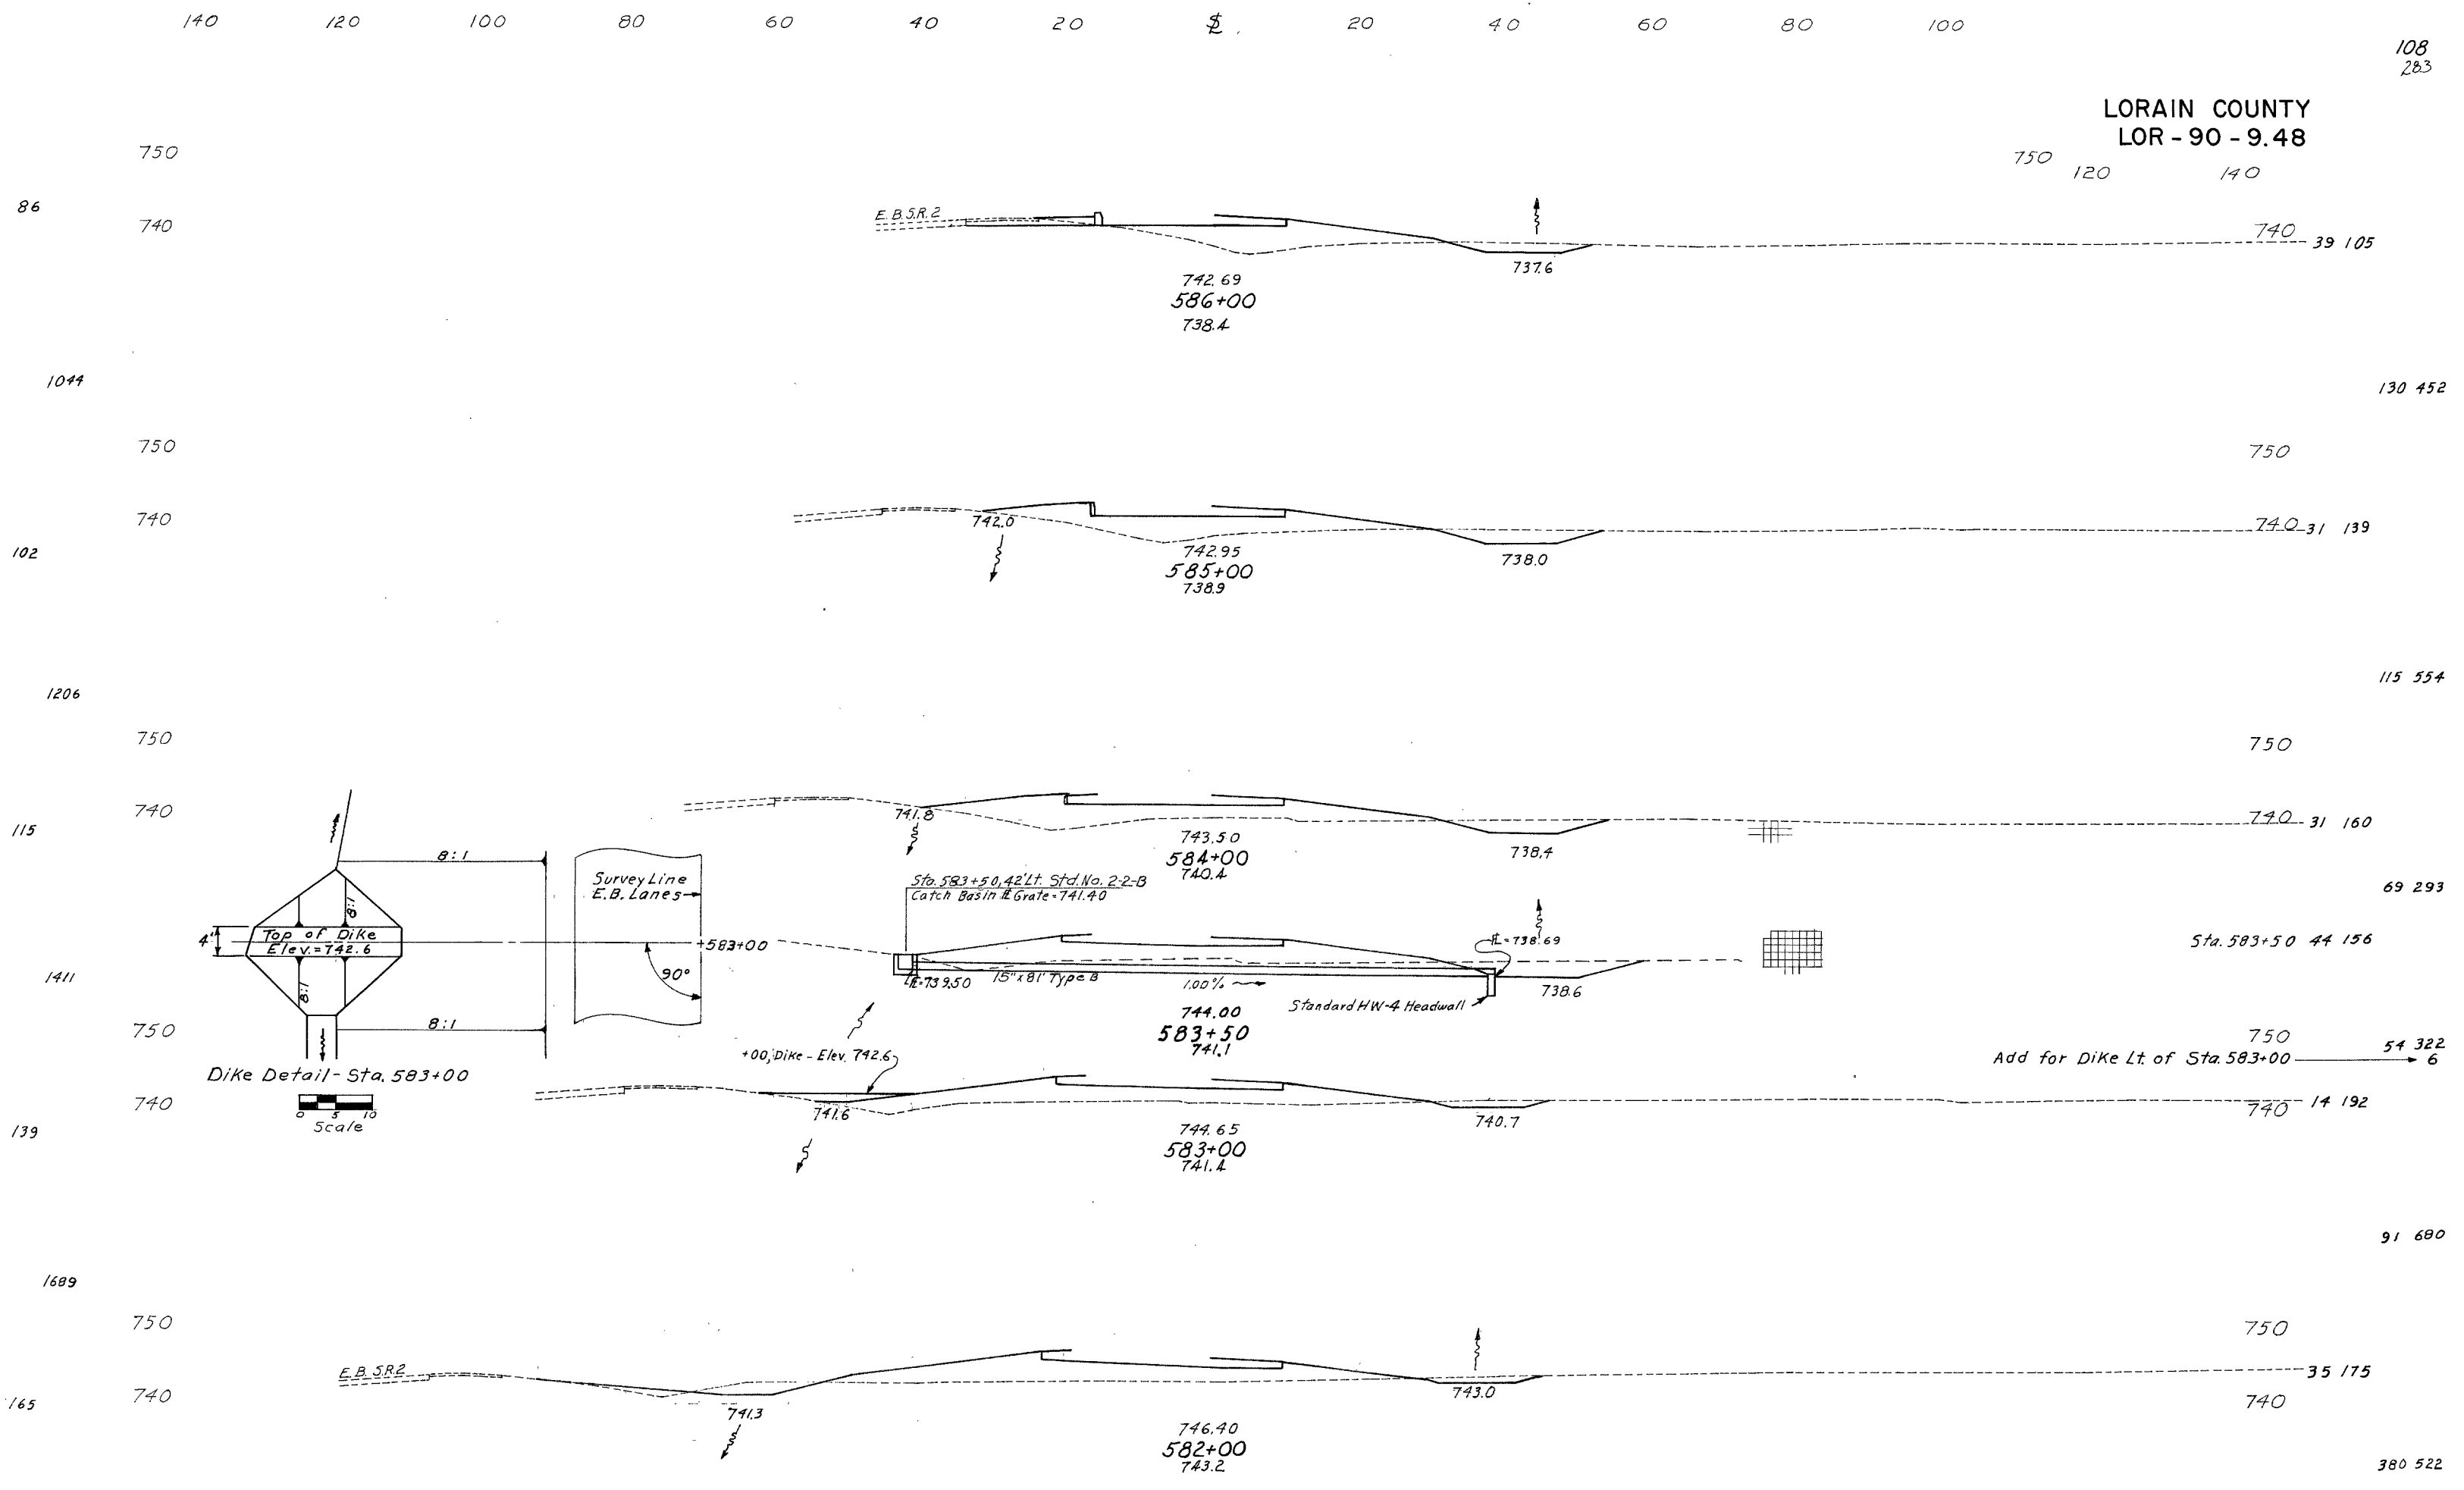 140 120 100 80 60 40 20 ℄ 20 40 60 80 100
108
283
LORAIN COUNTY
LOR-90-9.48
750 750
120 140
86 740 E.B.S.R.2 740 39 105
737.6
742.69
586+00
738.4
1044 130 452
750 750
740 742.0 740 31 139
102 742.95 738.0
585+00
738.9
1206 115 554
750 750
740 741.8 740 31 160
115 743.50 738.4
584+00
740.4
8:1
Survey Line
E.B. Lanes
Sta. 583+50, 42' Lt. Std. No. 2-2-B
Catch Basin ℄ Grate=741.40
69 293
8:1
4' Top of Dike
Elev.=742.6
+583+00
=738.69
Sta. 583+50 44 156
90°
1411 8:1 =739.50 15" x 81' Type B 1.00% 738.6
Standard HW-4 Headwall
744.00
750 8:1 583+50 750
741.1
54 322
+00, Dike - Elev. 742.6
Add for Dike Lt. of Sta. 583+00 6
Dike Detail - Sta. 583+00
740 741.6 740.7 740 14 192
0 5 10
Scale
139 744.65
583+00
741.4
91 680
1689
750 750
E.B. S.R.2 35 175
165 740 741.3 743.0 740
746.40
582+00
743.2
380 522